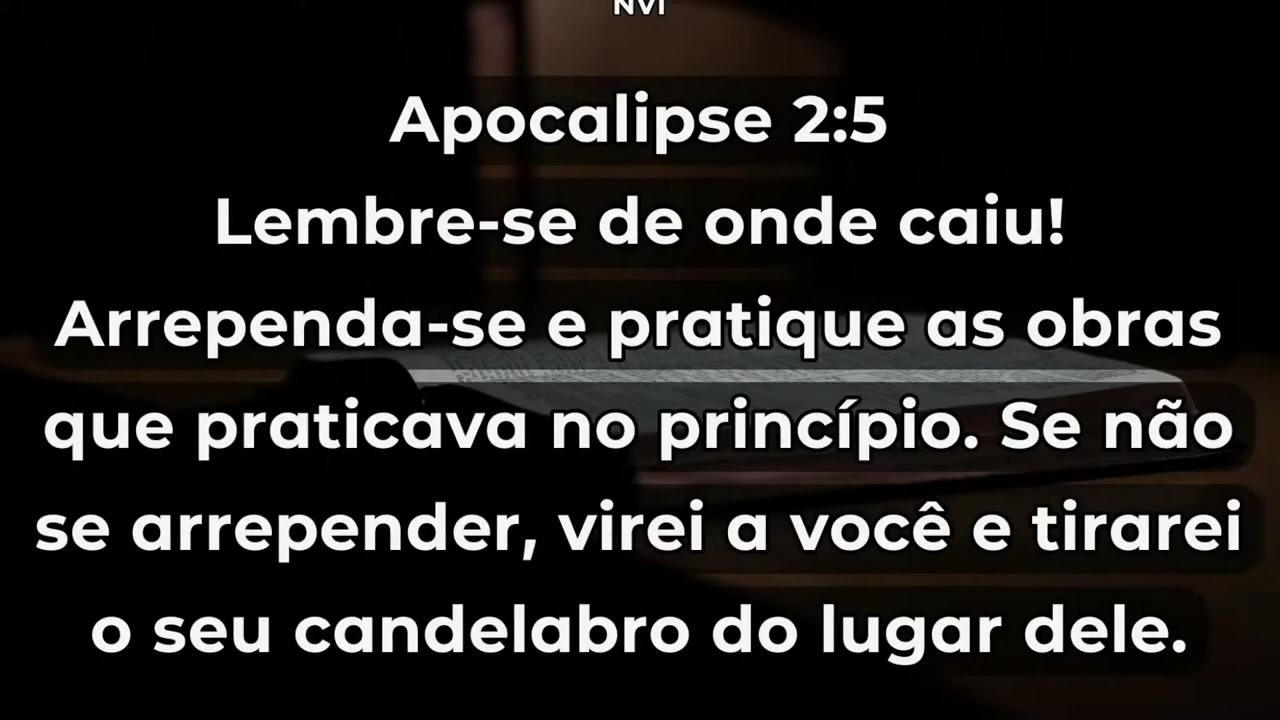 NVI
Apocalipse 2:5
Lembre-se de onde caiu!
Arrependa-se e pratique as obras
que praticava no princípio. Se não
se arrepender, virei a você e tirarei
o seu candelabro do lugar dele.